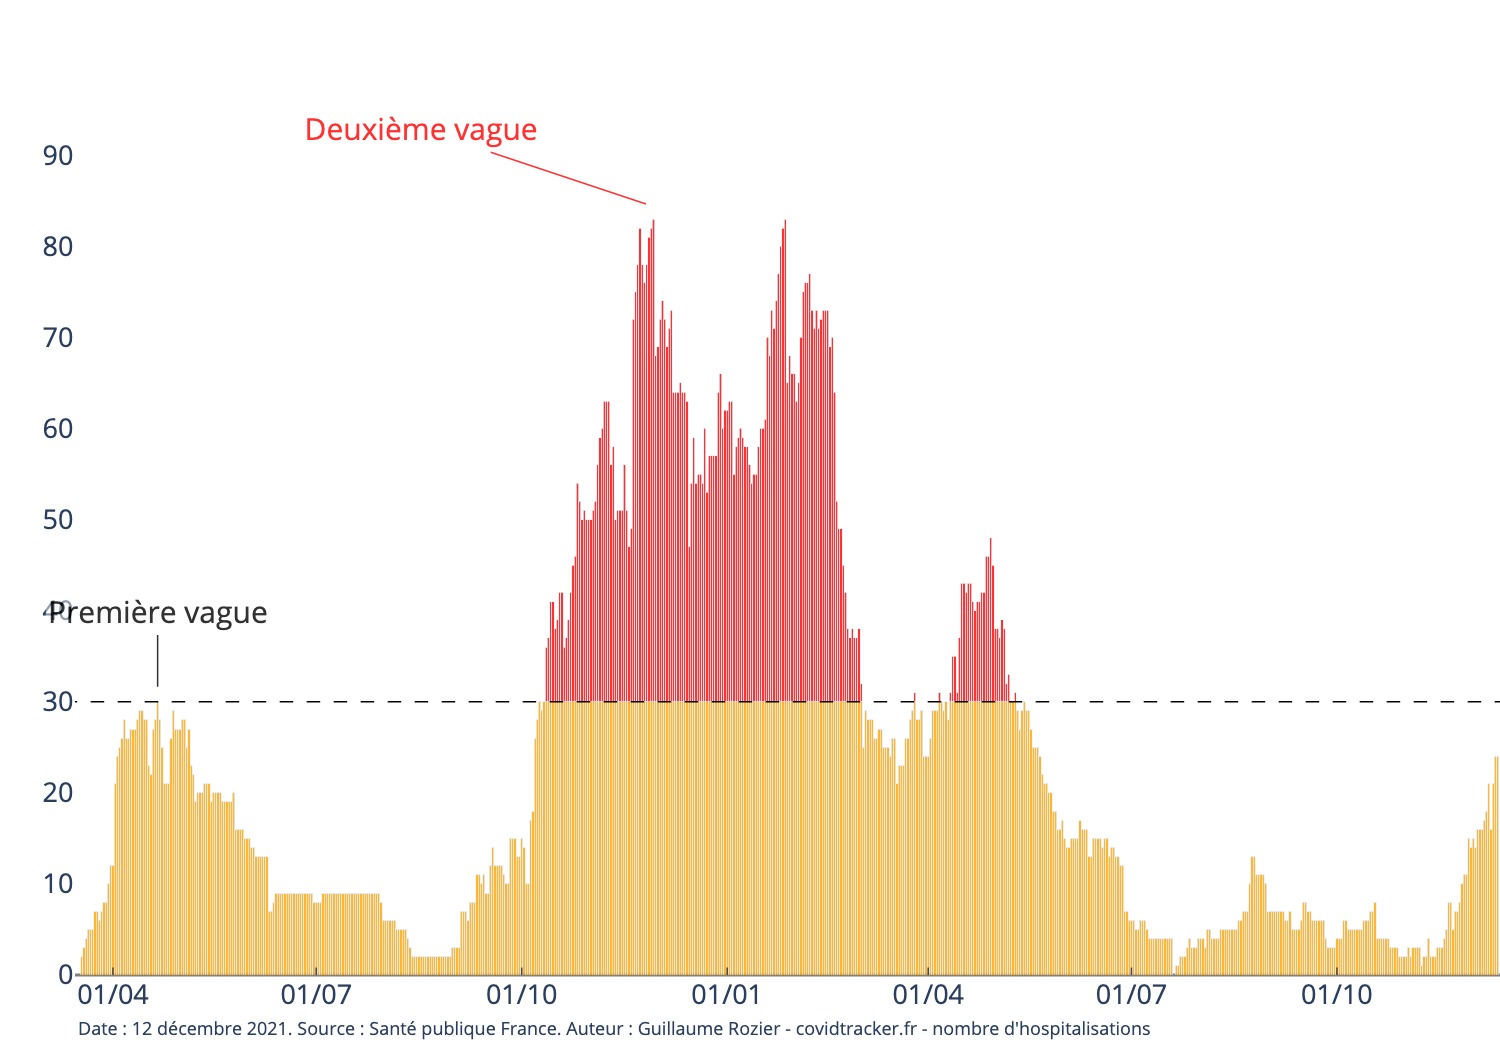 Deuxième vague
90
80
70
60
50
40
Première vague
30
20
10
0
01/04 01/07 01/10 01/01 01/04 01/07 01/10
Date : 12 décembre 2021. Source : Santé publique France. Auteur : Guillaume Rozier - covidtracker.fr - nombre d'hospitalisations